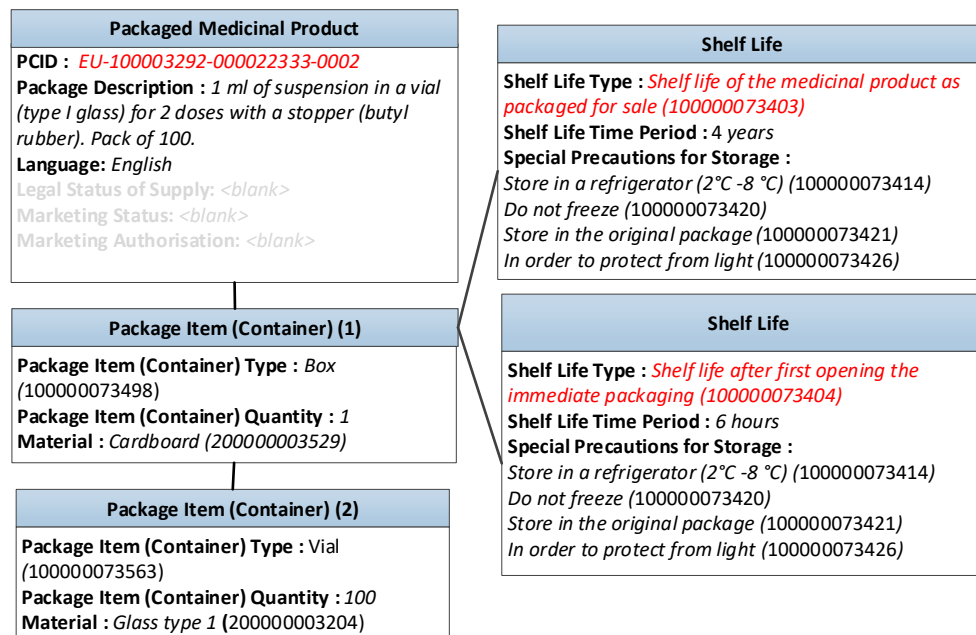 Packaged Medicinal Product
PCID : EU-100003292-000022333-0002
Package Description : 1 ml of suspension in a vial
(type I glass) for 2 doses with a stopper (butyl
rubber). Pack of 100.
Language: English
Legal Status of Supply: <blank>
Marketing Status: <blank>
Marketing Authorisation: <blank>
Package Item (Container) (1)
Package Item (Container) Type : Box
(100000073498)
Package Item (Container) Quantity : 1
Material : Cardboard (200000003529)
Package Item (Container) (2)
Package Item (Container) Type : Vial
(100000073563)
Package Item (Container) Quantity : 100
Material : Glass type 1 (200000003204)
Shelf Life
Shelf Life Type : Shelf life of the medicinal product as
packaged for sale (100000073403)
Shelf Life Time Period : 4 years
Special Precautions for Storage :
Store in a refrigerator (2°C -8 °C) (100000073414)
Do not freeze (100000073420)
Store in the original package (100000073421)
In order to protect from light (100000073426)
Shelf Life
Shelf Life Type : Shelf life after first opening the
immediate packaging (100000073404)
Shelf Life Time Period : 6 hours
Special Precautions for Storage :
Store in a refrigerator (2°C -8 °C) (100000073414
Do not freeze (100000073420)
Store in the original package (100000073421)
In order to protect from light (100000073426)